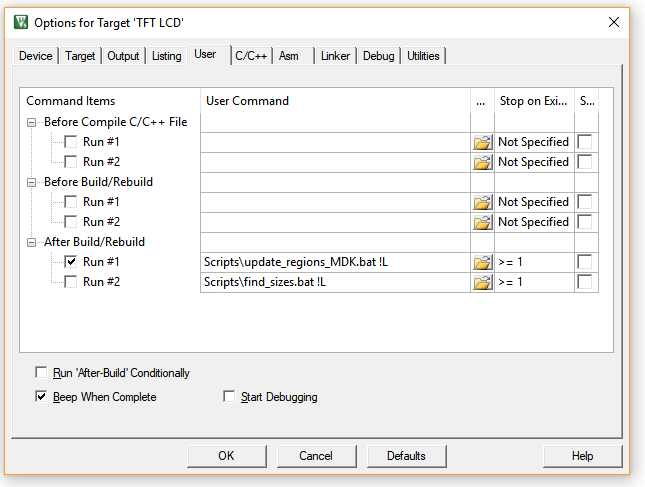 Options for Target 'TFT LCD'
Device Target Output Listing User C/C++ Asm Linker Debug Utilities
Command Items User Command ... Stop on Exi... S...
Before Compile C/C++ File
Run #1 Not Specified
Run #2 Not Specified
Before Build/Rebuild
Run #1 Not Specified
Run #2 Not Specified
After Build/Rebuild
Run #1 Scripts\update_regions_MDK.bat !L >= 1
Run #2 Scripts\find_sizes.bat !L >= 1
Run 'After-Build' Conditionally
Beep When Complete Start Debugging
OK Cancel Defaults Help